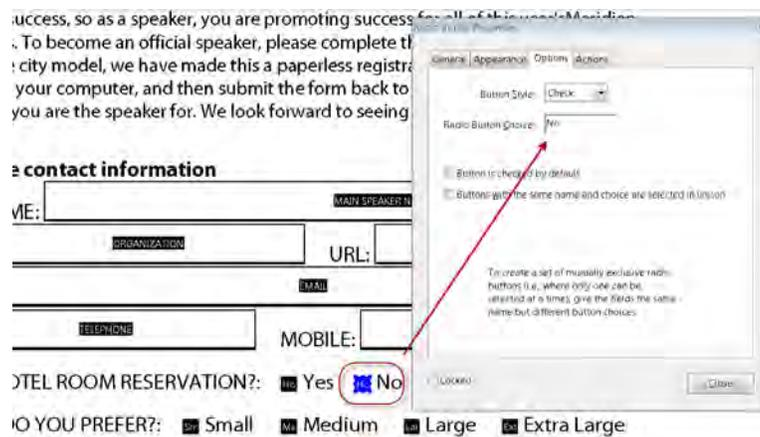 uccess, so as a speaker, you are promoting success for all of this year's Meridian
. To become an official speaker, please complete th
city model, we have made this a paperless registra
your computer, and then submit the form back to
you are the speaker for. We look forward to seeing
e contact information
ME:
MAIN SPEAKER N
ORGANIZATION
URL:
EMAIL
TELEPHONE
MOBILE:
OTEL ROOM RESERVATION?: Yes No
O YOU PREFER?: Small Medium Large Extra Large
Properties
General Appearance Options Actions
Button Style: Check
Radio Button Choice: No
Button is checked by default
Buttons with the same name and choice are selected in unison
To create a set of mutually exclusive radio
buttons (i.e., where only one can be
selected at a time), give the fields the same
name but different button choices.
Locked
Close